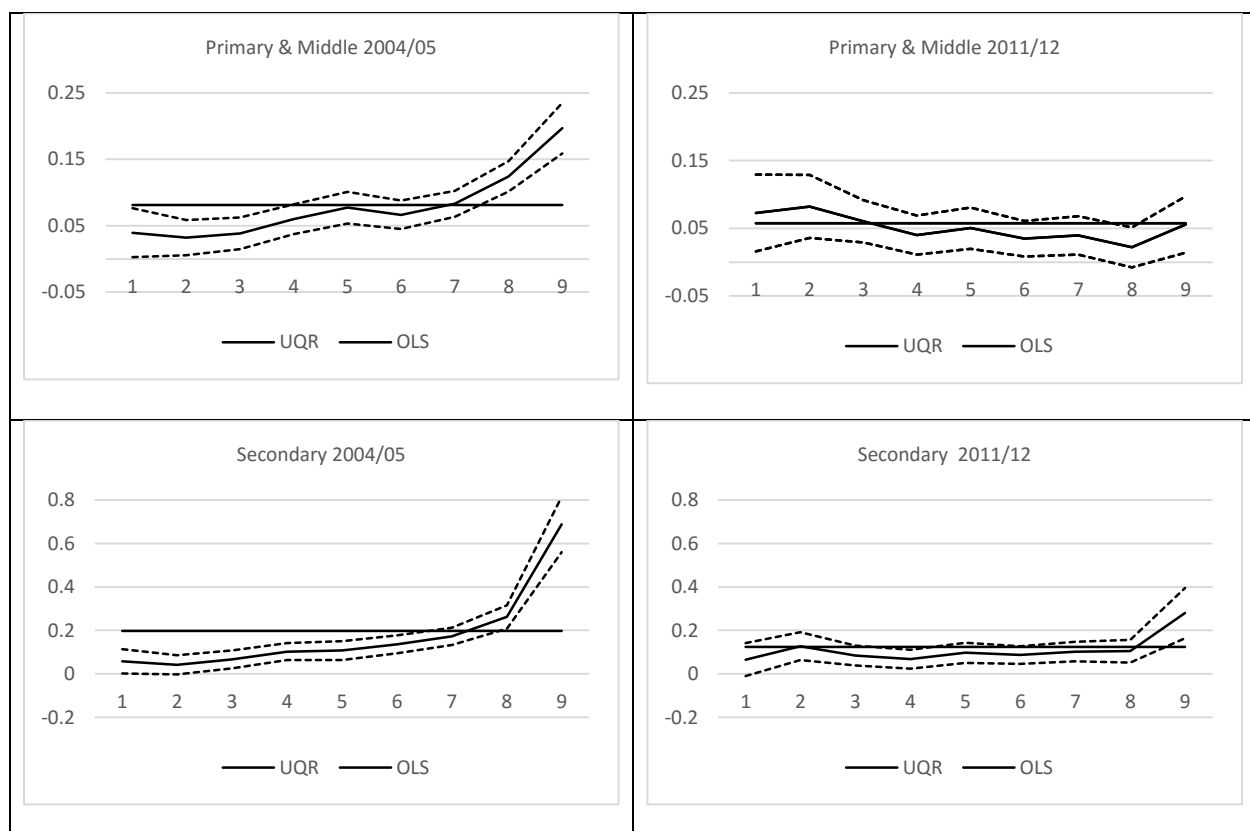 Primary & Middle 2004/05
0.25
0.15
0.05
-0.05
1 2 3 4 5 6 7 8 9
UQR OLS
Primary & Middle 2011/12
0.25
0.15
0.05
-0.05
1 2 3 4 5 6 7 8 9
UQR OLS
Secondary 2004/05
0.8
0.6
0.4
0.2
0
-0.2
1 2 3 4 5 6 7 8 9
UQR OLS
Secondary 2011/12
0.8
0.6
0.4
0.2
0
-0.2
1 2 3 4 5 6 7 8 9
UQR OLS